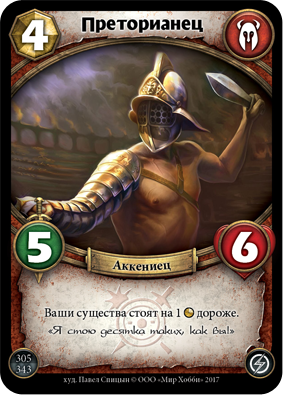 4
Преторианец
5
Аккениец
6
Ваши существа стоят на 1 дороже.
«Я стою десятка таких, как вы!»
305
343
худ. Павел Спицын © ООО «Мир Хобби» 2017